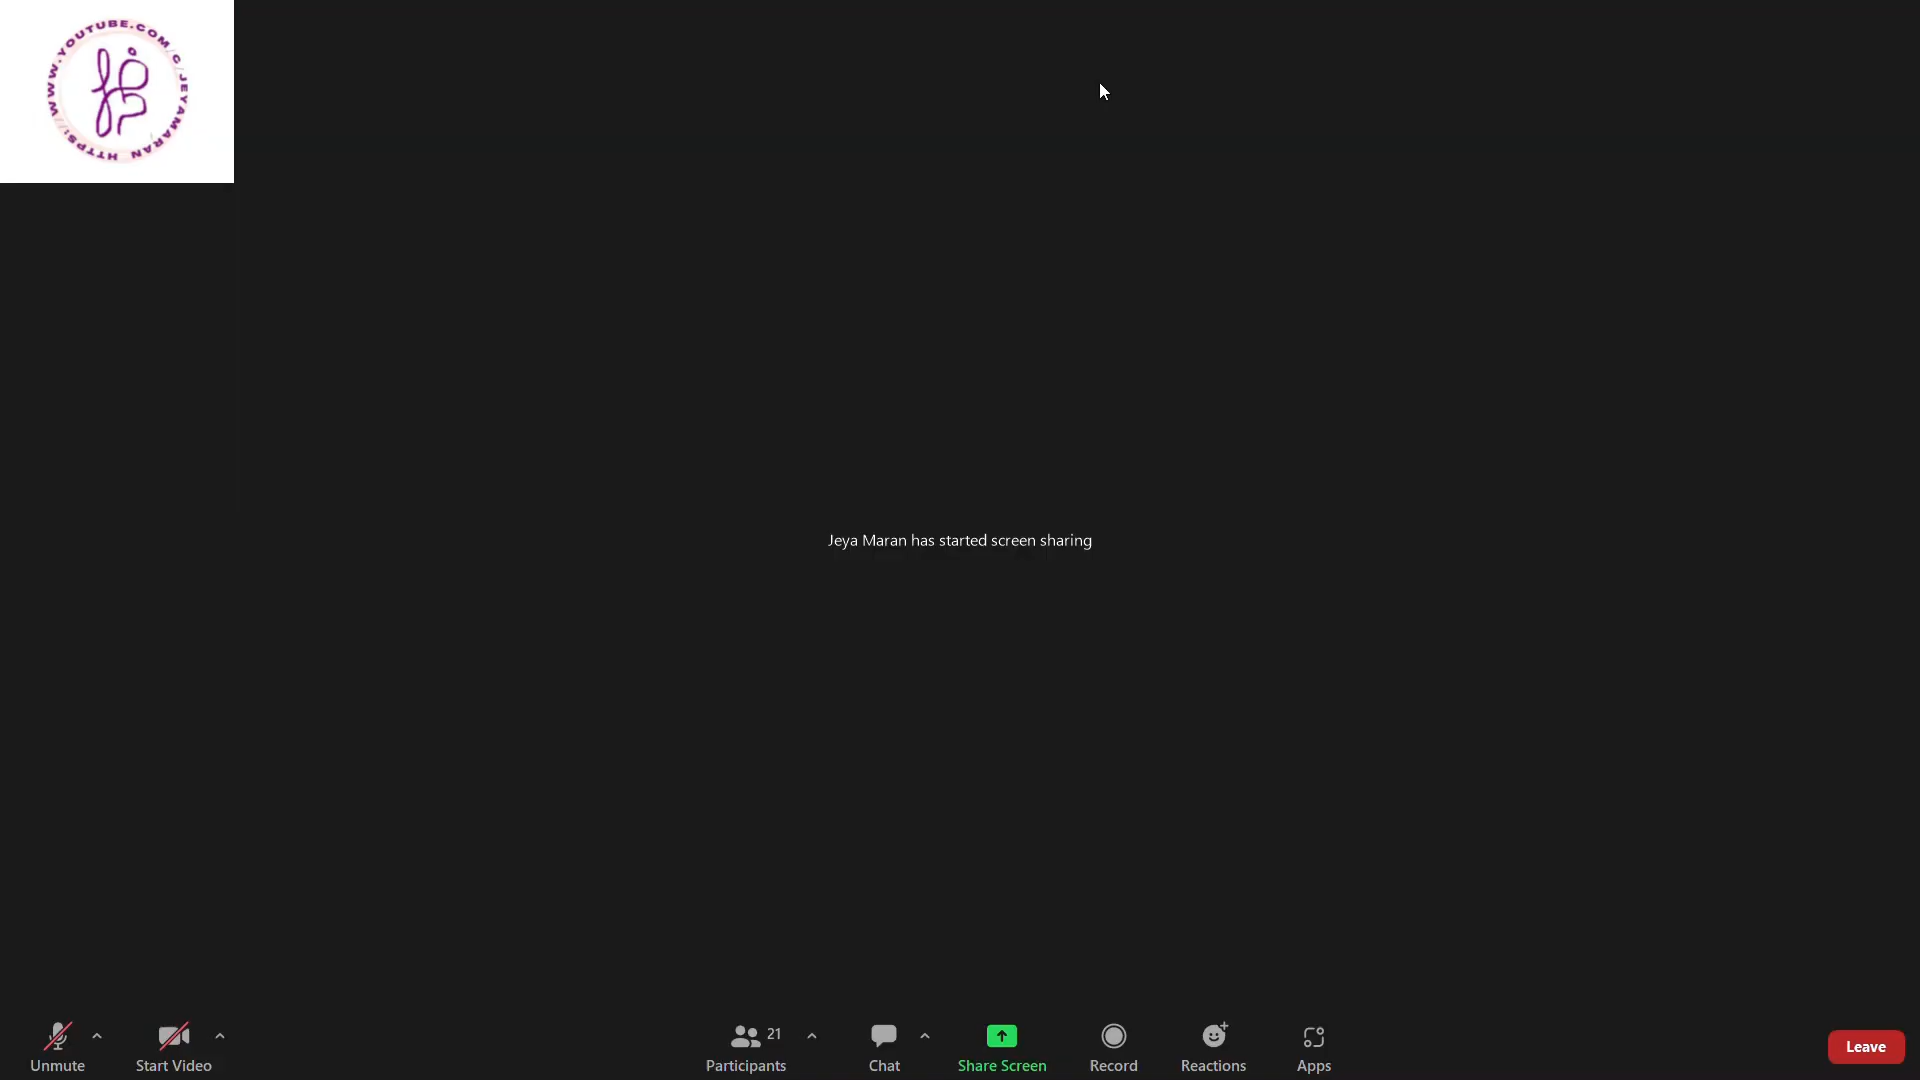 HTTPS://WWW.YOUTUBE.COM/C/JEYAMARAN
Jeya Maran has started screen sharing
21
Unmute
Start Video
Participants
Chat
Share Screen
Record
Reactions
Apps
Leave